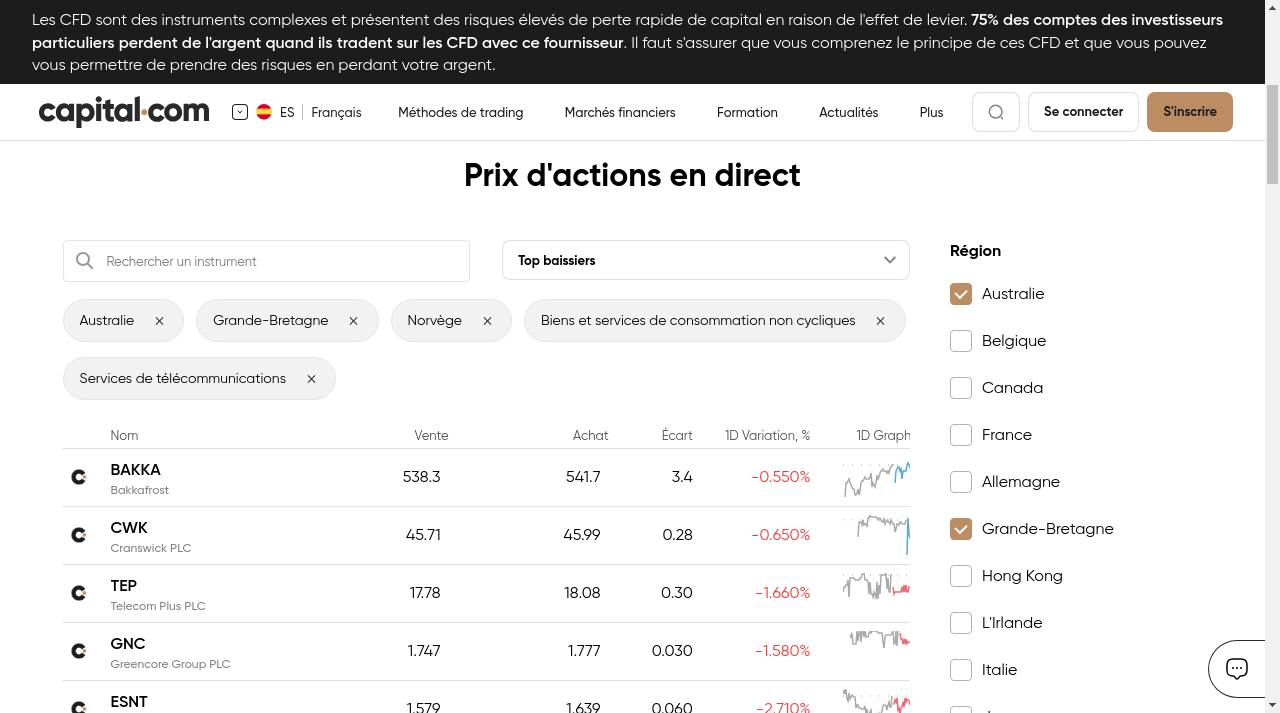 Les CFD sont des instruments complexes et présentent des risques élevés de perte rapide de capital en raison de l'effet de levier. 75% des comptes des investisseurs
particuliers perdent de l'argent quand ils tradent sur les CFD avec ce fournisseur. Il faut s'assurer que vous comprenez le principe de ces CFD et que vous pouvez
vous permettre de prendre des risques en perdant votre argent.
capital.com ES Français Méthodes de trading Marchés financiers Formation Actualités Plus Se connecter S'inscrire
Prix d'actions en direct
Rechercher un instrument Top baissiers
Région
Australie
Belgique
Canada
France
Allemagne
Grande-Bretagne
Hong Kong
L'Irlande
Italie
Australie Grande-Bretagne Norvège Biens et services de consommation non cycliques
Services de télécommunications
Nom Vente Achat Écart 1D Variation, % 1D Graph
BAKKA 538.3 541.7 3.4 -0.550%
Bakkafrost
CWK 45.71 45.99 0.28 -0.650%
Cranswick PLC
TEP 17.78 18.08 0.30 -1.660%
Telecom Plus PLC
GNC 1.747 1.777 0.030 -1.580%
Greencore Group PLC
ESNT 1.579 1.639 0.060 -2.710%